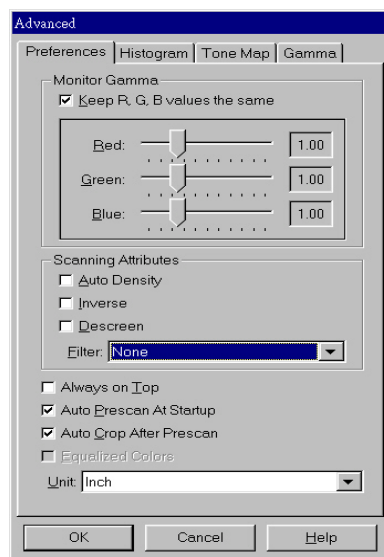 Advanced
Preferences Histogram Tone Map Gamma
Monitor Gamma
Keep R, G, B values the same
Red: 1.00
Green: 1.00
Blue: 1.00
Scanning Attributes
Auto Density
Inverse
Descreen
Filter: None
Always on Top
Auto Prescan At Startup
Auto Crop After Prescan
Equalized Colors
Unit: Inch
OK Cancel Help